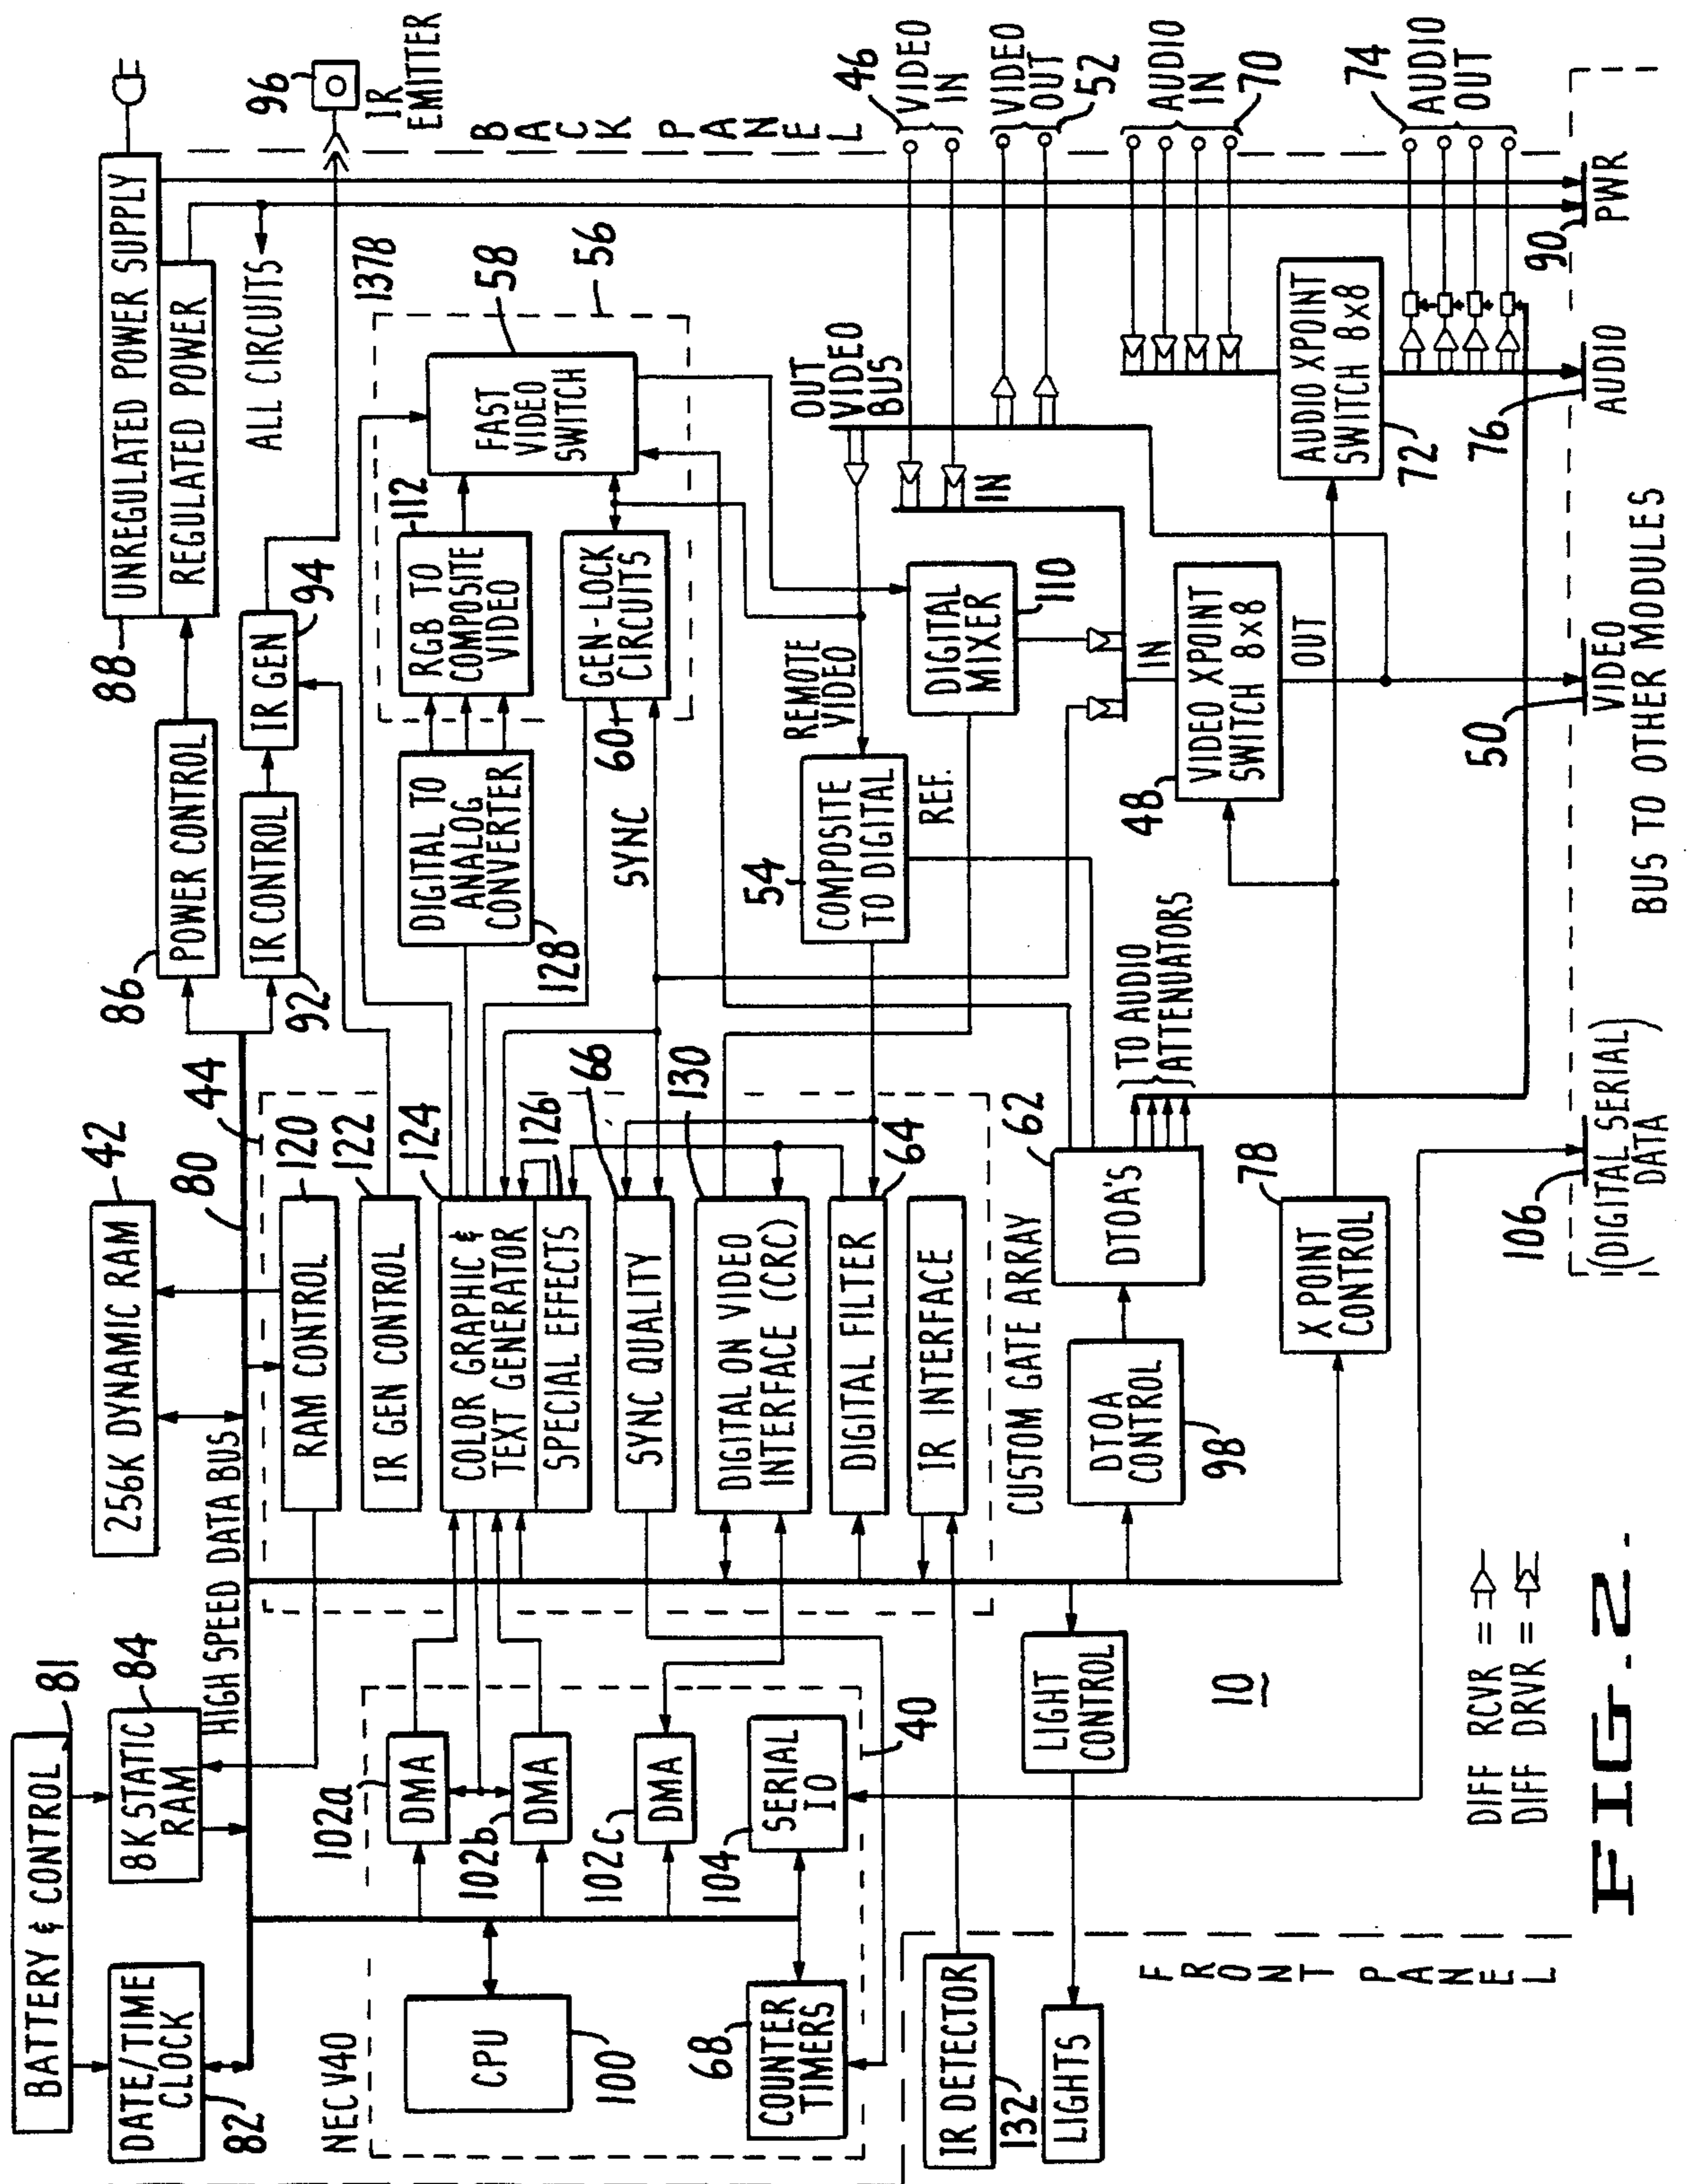 BATTERY & CONTROL
81
DATE/TIME
CLOCK
82
8K STATIC
RAM
84
256K DYNAMIC RAM
42
HIGH SPEED DATA BUS
80
44
86
POWER CONTROL
88
UNREGULATED POWER SUPPLY
REGULATED POWER
ALL CIRCUITS
92
IR CONTROL
IR GEN
94
96
IR
EMITTER
BACK PANEL
NEC V40
CPU
100
68
COUNTER
TIMERS
102a
DMA
102b
DMA
102c
DMA
104
SERIAL
IO
40
RAM CONTROL
120
IR GEN CONTROL
122
COLOR GRAPHIC &
TEXT GENERATOR
124
SPECIAL EFFECTS
126
SYNC QUALITY
66
DIGITAL ON VIDEO
INTERFACE (CRC)
130
DIGITAL FILTER
64
IR INTERFACE
CUSTOM GATE ARRAY
DIGITAL TO
ANALOG
CONVERTER
128
RGB TO
COMPOSITE
VIDEO
112
FAST
VIDEO
SWITCH
58
1378
56
GEN-LOCK
CIRCUITS
60
SYNC
REMOTE
VIDEO
54
COMPOSITE
TO DIGITAL
REF.
DIGITAL
MIXER
110
OUT
VIDEO
BUS
IN
46
VIDEO
IN
VIDEO
OUT
52
AUDIO
IN
70
74
AUDIO
OUT
IN
48
VIDEO XPOINT
SWITCH 8x8
OUT
AUDIO XPOINT
SWITCH 8x8
72
DTOA
CONTROL
98
DTOA'S
62
TO AUDIO
ATTENUATORS
78
X POINT
CONTROL
LIGHT
CONTROL
IR DETECTOR
132
LIGHTS
FRONT PANEL
10
DIFF RCVR =
DIFF DRVR =
106
(DIGITAL SERIAL)
DATA
50
VIDEO
76
AUDIO
90
PWR
BUS TO OTHER MODULES
FIG. 2.